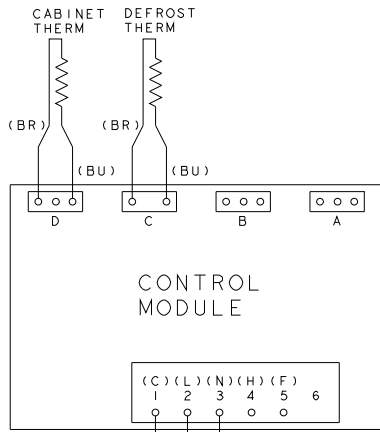 CABINET DEFROST
THERM THERM
(BR) (BR)
(BU) (BU)
D C B A
CONTROL
MODULE
(C) (L) (N) (H) (F)
1 2 3 4 5 6